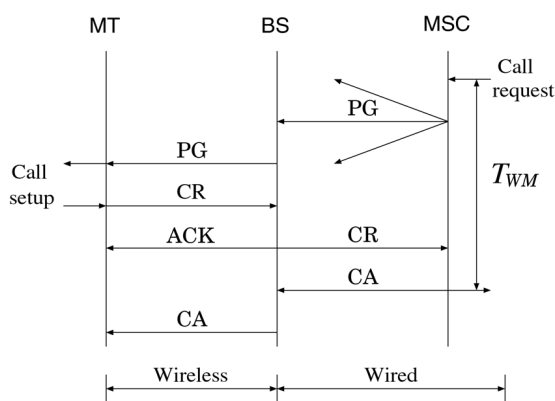 MT BS MSC
Call
request
PG
PG
Call
setup
CR
T_WM
ACK CR
CA
CA
Wireless Wired